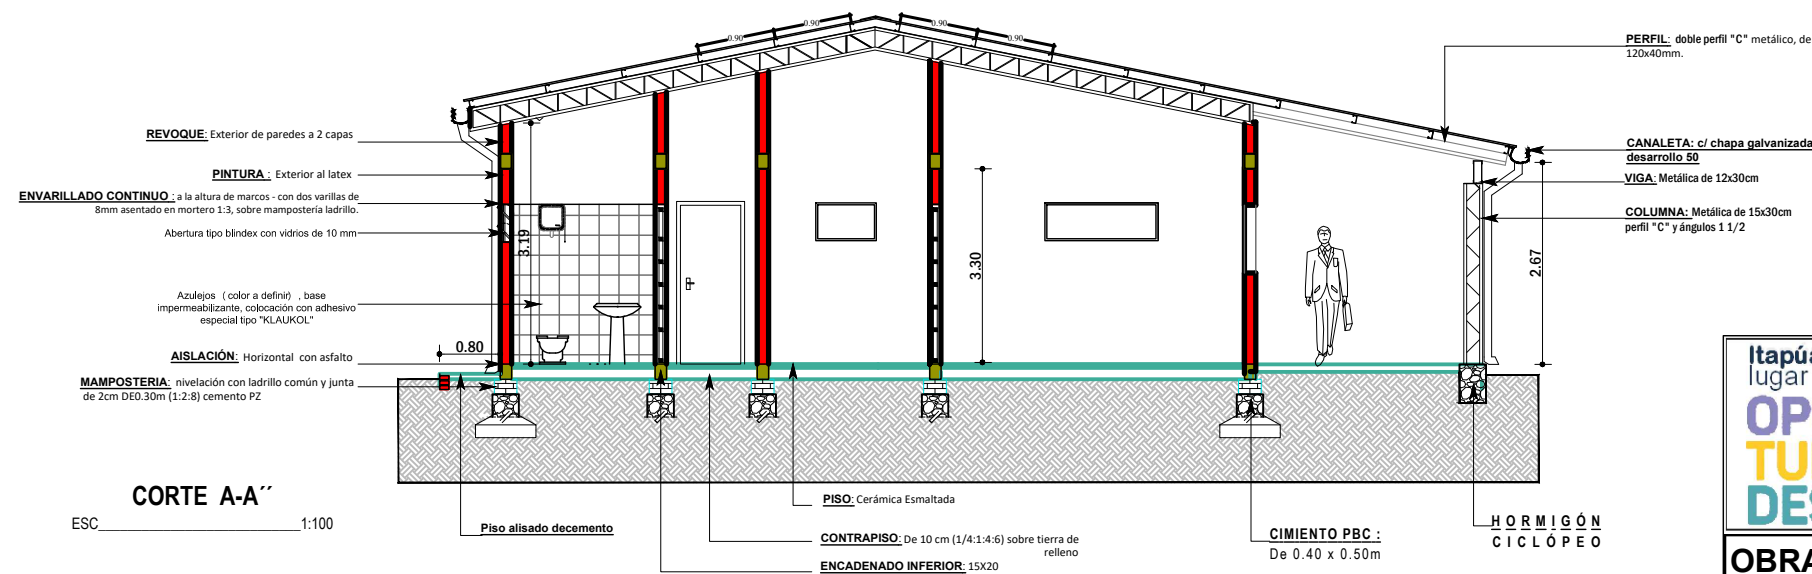 0.90
0.90
0.90
0.90
PERFIL: doble perfil "C" metálico, de
120x40mm.
REVOQUE: Exterior de paredes a 2 capas
CANALETA: c/ chapa galvanizada
desarrollo 50
PINTURA : Exterior al latex
VIGA: Metálica de 12x30cm
ENVARILLADO CONTINUO : a la altura de marcos - con dos varillas de
8mm asentado en mortero 1:3, sobre mampostería ladrillo.
COLUMNA: Metálica de 15x30cm
perfil "C" y ángulos 1 1/2
Abertura tipo blindex con vidrios de 10 mm
3.19
3.30
2.67
Azulejos ( color a definir) , base
impermeabilizante, colocación con adhesivo
especial tipo "KLAUKOL"
0.80
AISLACIÓN: Horizontal con asfalto
MAMPOSTERIA: nivelación con ladrillo común y junta
de 2cm DE0.30m (1:2:8) cemento PZ
Itapúa
lugar
OP
TU
DES
CORTE A-A´´
ESC 1:100
Piso alisado decemento
PISO: Cerámica Esmaltada
CONTRAPISO: De 10 cm (1/4:1:4:6) sobre tierra de
relleno
ENCADENADO INFERIOR: 15X20
CIMIENTO PBC :
De 0.40 x 0.50m
HORMIGÓN
CICLÓPEO
OBRA